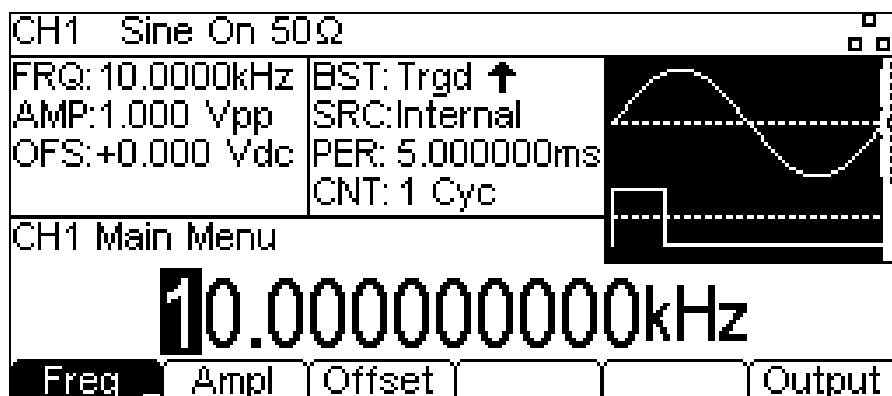 CH1 Sine On 50Ω
FRQ: 10.0000kHz
AMP:1.000 Vpp
OFS:+0.000 Vdc
BST: Trgd ↑
SRC:Internal
PER: 5.000000ms
CNT: 1 Cyc
CH1 Main Menu
10.000000000kHz
Freq Ampl Offset Output